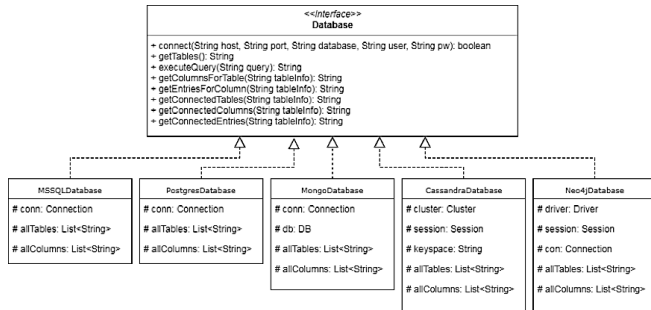 <<Interface>>
Database
+ connect(String host, String port, String database, String user, String pw): boolean
+ getTables(): String
+ executeQuery(String query): String
+ getColumnsForTable(String tableInfo): String
+ getEntriesForColumn(String tableInfo): String
+ getConnectedTables(String tableInfo): String
+ getConnectedColumns(String tableInfo): String
+ getConnectedEntries(String tableInfo): String
MSSQLDatabase
# conn: Connection
# allTables: List<String>
# allColumns: List<String>
PostgresDatabase
# conn: Connection
# allTables: List<String>
# allColumns: List<String>
MongoDatabase
# conn: Connection
# db: DB
# allTables: List<String>
# allColumns: List<String>
CassandraDatabase
# cluster: Cluster
# session: Session
# keyspace: String
# allTables: List<String>
# allColumns: List<String>
Neo4jDatabase
# driver: Driver
# session: Session
# con: Connection
# allTables: List<String>
# allColumns: List<String>